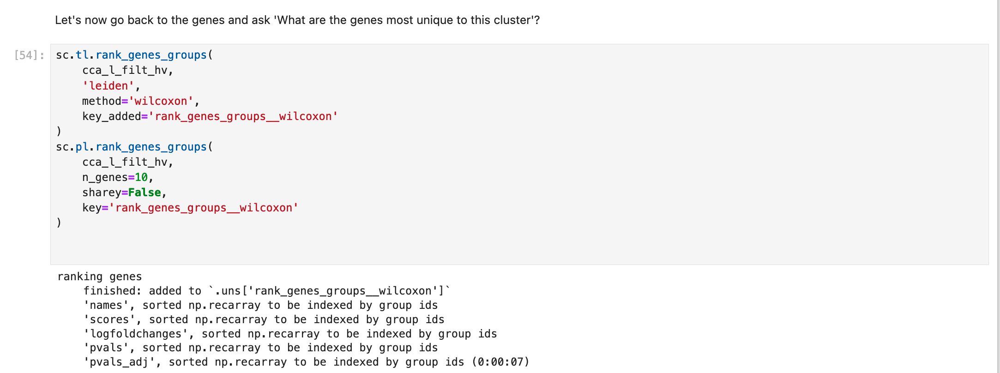 Let's now go back to the genes and ask 'What are the genes most unique to this cluster'?
[54]:
sc.tl.rank_genes_groups(
    cca_l_filt_hv,
    'leiden',
    method='wilcoxon',
    key_added='rank_genes_groups__wilcoxon'
)
sc.pl.rank_genes_groups(
    cca_l_filt_hv,
    n_genes=10,
    sharey=False,
    key='rank_genes_groups__wilcoxon'
)
ranking genes
    finished: added to `.uns['rank_genes_groups__wilcoxon']`
    'names', sorted np.recarray to be indexed by group ids
    'scores', sorted np.recarray to be indexed by group ids
    'logfoldchanges', sorted np.recarray to be indexed by group ids
    'pvals', sorted np.recarray to be indexed by group ids
    'pvals_adj', sorted np.recarray to be indexed by group ids (0:00:07)